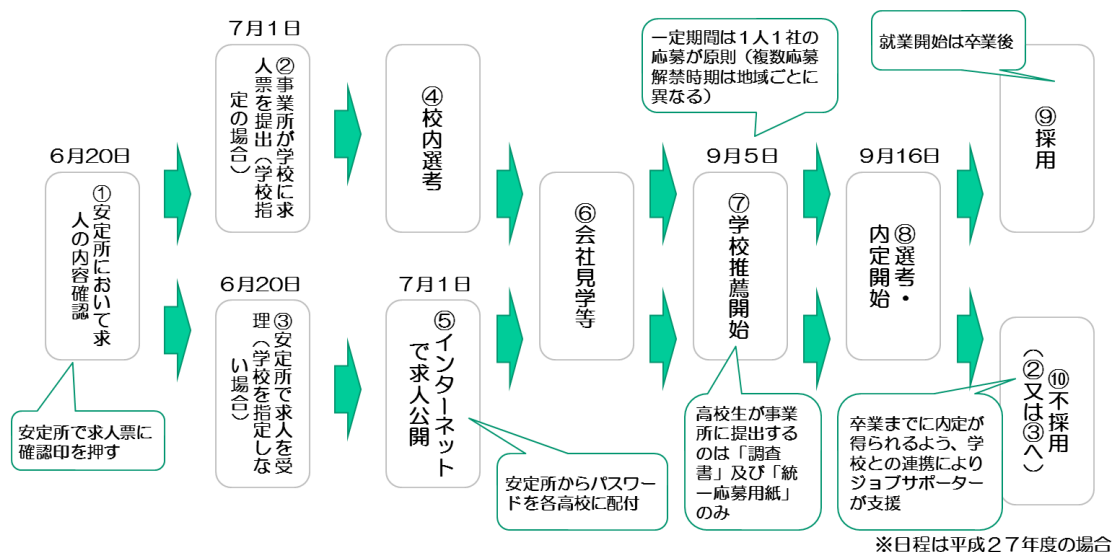 6月20日
①安定所において求
人の内容確認
安定所で求人票に
確認印を押す
7月1日
②事業所が学校に求
人票を提出（学校指
定の場合）
6月20日
③安定所で求人を受
理（学校を指定しな
い場合）
④校内選考
7月1日
⑤インターネット
で求人公開
安定所からパスワー
ドを各高校に配付
⑥会社見学等
一定期間は１人１社の
応募が原則（複数応募
解禁時期は地域ごとに
異なる）
9月5日
⑦学校推薦開始
高校生が事業
所に提出する
のは「調査
書」及び「統
一応募用紙」
のみ
9月16日
⑧選考・
内定開始
就業開始は卒業後
⑨採用
⑩不採用
（②又は③へ）
卒業までに内定が
得られるよう、学
校との連携により
ジョブサポーター
が支援
※日程は平成２７年度の場合